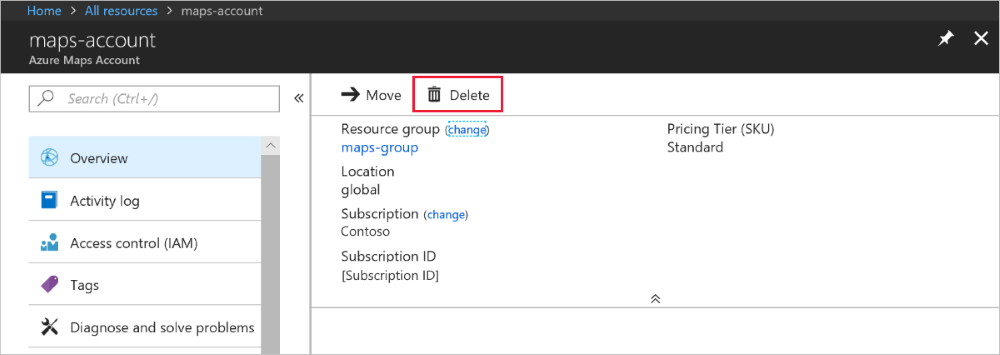 Home > All resources > maps-account
maps-account
Azure Maps Account
Search (Ctrl+/)
Overview
Activity log
Access control (IAM)
Tags
Diagnose and solve problems
Move Delete
Resource group (change)
maps-group
Location
global
Subscription (change)
Contoso
Subscription ID
[Subscription ID]
Pricing Tier (SKU)
Standard